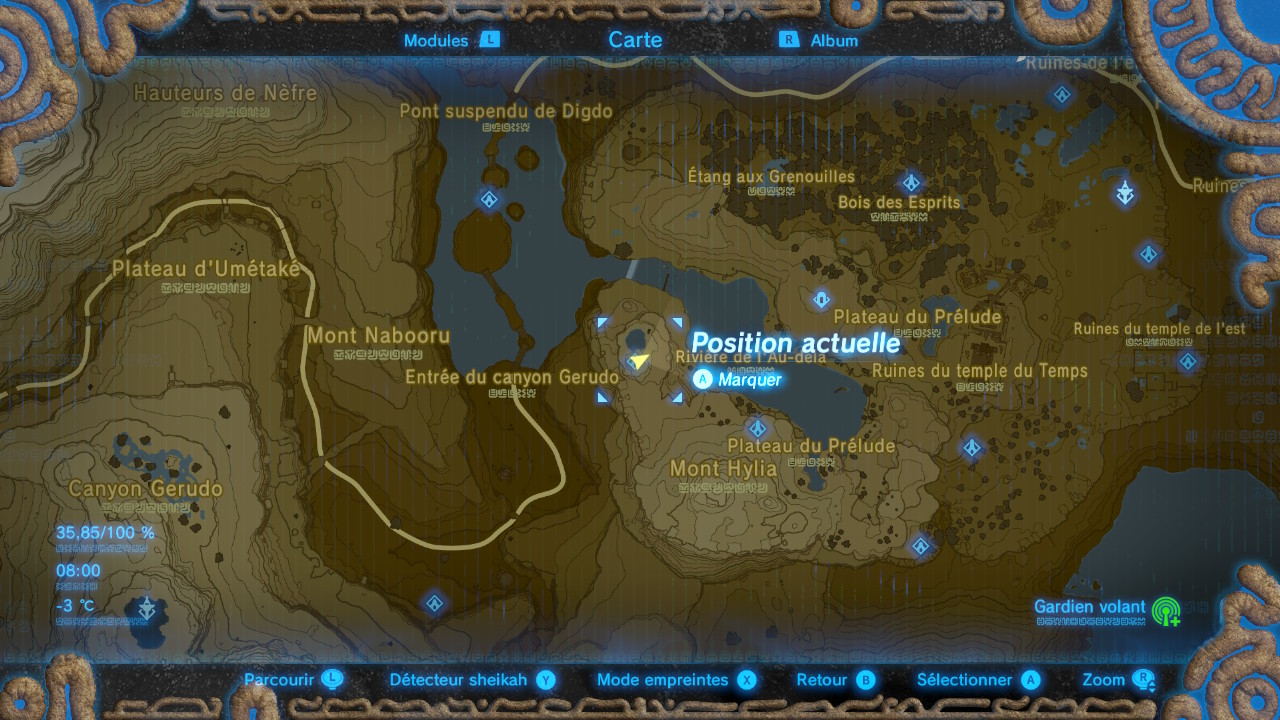 Modules L
Carte
R Album
Ruines de l'e
Hauteurs de Nèfre
Pont suspendu de Digdo
Étang aux Grenouilles
Bois des Esprits
Ruines
Plateau d'Umétaké
Plateau du Prélude
Mont Nabooru
Ruines du temple de l'est
Position actuelle
Rivière de l'Au-delà
Entrée du canyon Gerudo
A Marquer
Ruines du temple du Temps
Plateau du Prélude
Mont Hylia
Canyon Gerudo
35,85/100 %
08:00
-3 °C
Gardien volant
Parcourir L
Détecteur sheikah Y
Mode empreintes X
Retour B
Sélectionner A
Zoom R